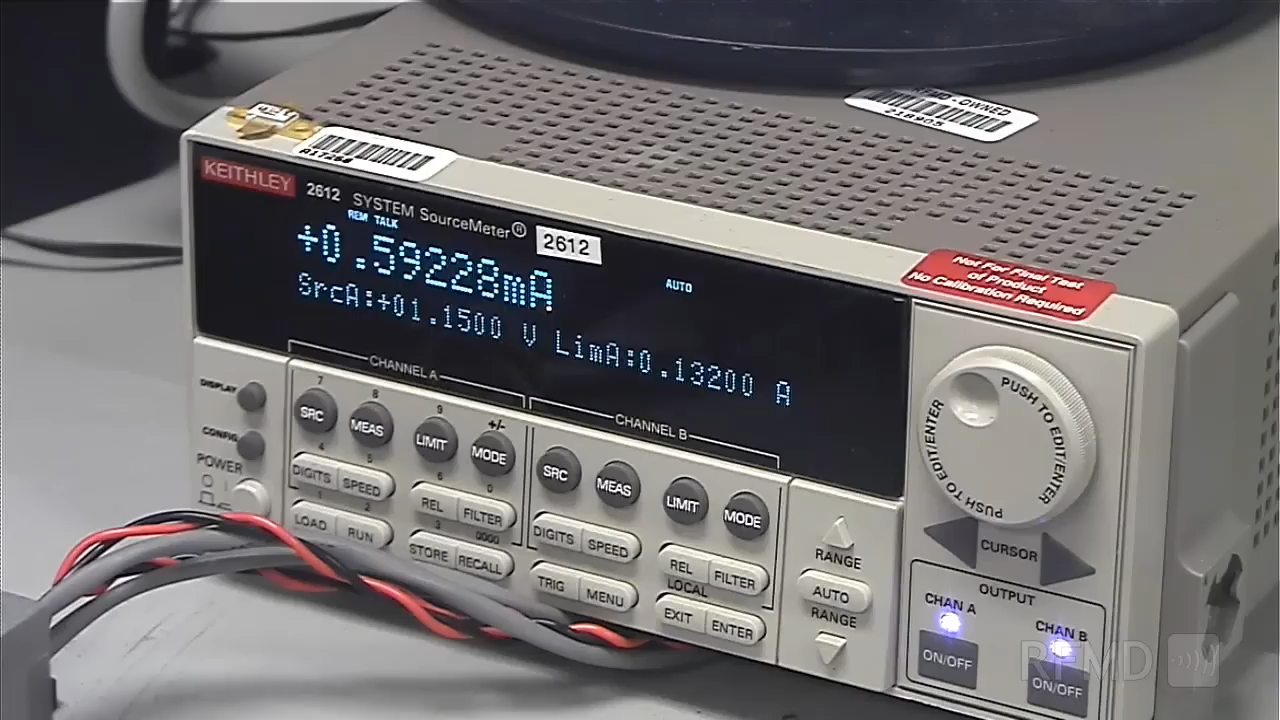 OWNED
218905
A17256
KEITHLEY 2612 SYSTEM SourceMeter®
2612
REM TALK
+0.59228mA
AUTO
SrcA:+01.1500 V LimA:0.13200 A
Not For Final Test
of Product
No Calibration Required
CHANNEL A
CHANNEL B
DISPLAY
CONFIG
POWER
7 8 9 +/-
SRC MEAS LIMIT MODE
4 5 6 0
DIGITS SPEED REL FILTER
1 2 3 0000
LOAD RUN STORE RECALL
SRC MEAS LIMIT MODE
DIGITS SPEED REL FILTER
LOCAL
TRIG MENU EXIT ENTER
RANGE
AUTO
RANGE
PUSH TO EDIT/ENTER
PUSH TO EDIT/ENTER
CURSOR
OUTPUT
CHAN A
CHAN B
ON/OFF
ON/OFF
RFMD